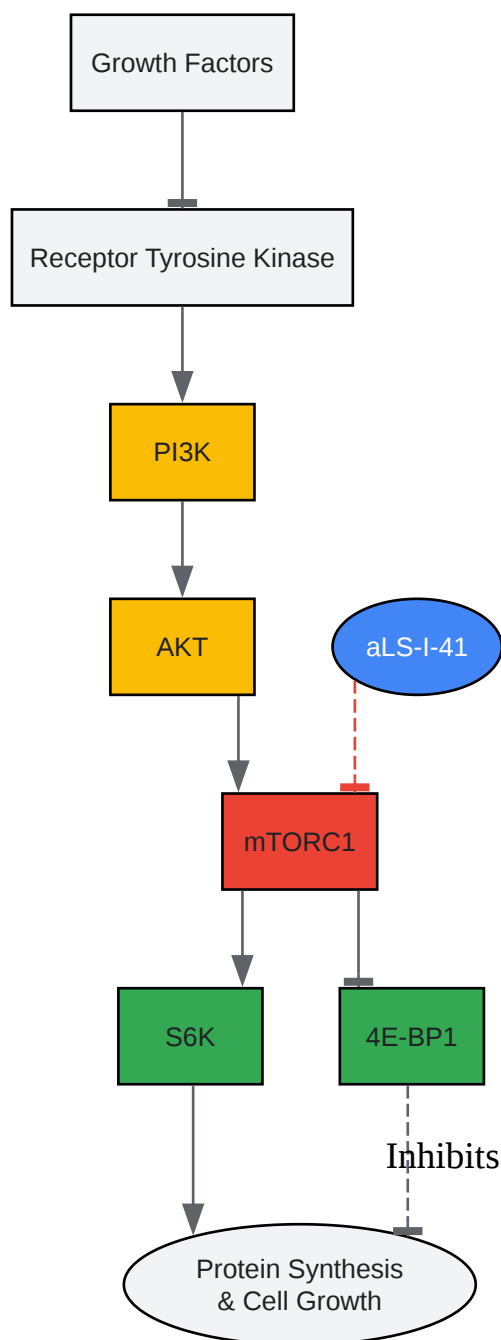 Growth Factors
Receptor Tyrosine Kinase
PI3K
AKT
aLS-I-41
mTORC1
S6K
4E-BP1
Inhibits
Protein Synthesis
& Cell Growth